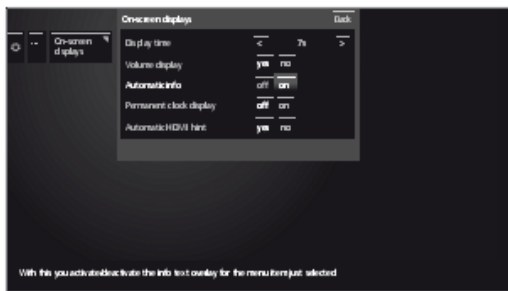 On-screen displays
Back
On-screen
displays
Display time < 7s >
Volume display yes no
Automatic info off on
Permanent clock display off on
Automatic HDMI hint yes no
With this you activate/deactivate the info text overlay for the menu item just selected